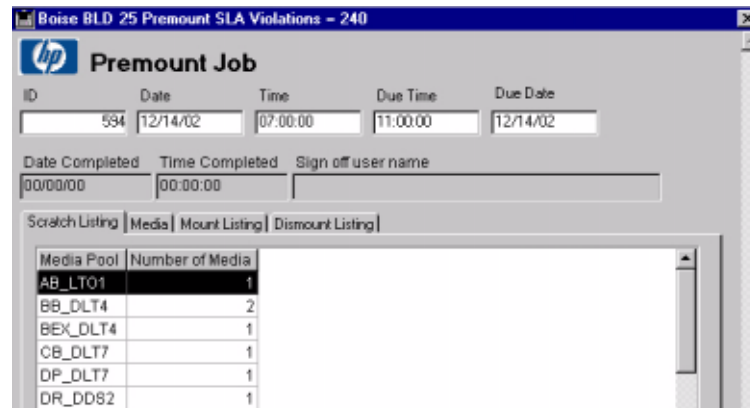 Boise BLD 25 Premount SLA Violations - 240
hp Premount Job
ID Date Time Due Time Due Date
594 12/14/02 07:00:00 11:00:00 12/14/02
Date Completed Time Completed Sign off user name
00/00/00 00:00:00
Scratch Listing Media Mount Listing Dismount Listing
Media Pool Number of Media
AB_LTO1 1
BB_DLT4 2
BEX_DLT4 1
CB_DLT7 1
DP_DLT7 1
DR_DDS2 1